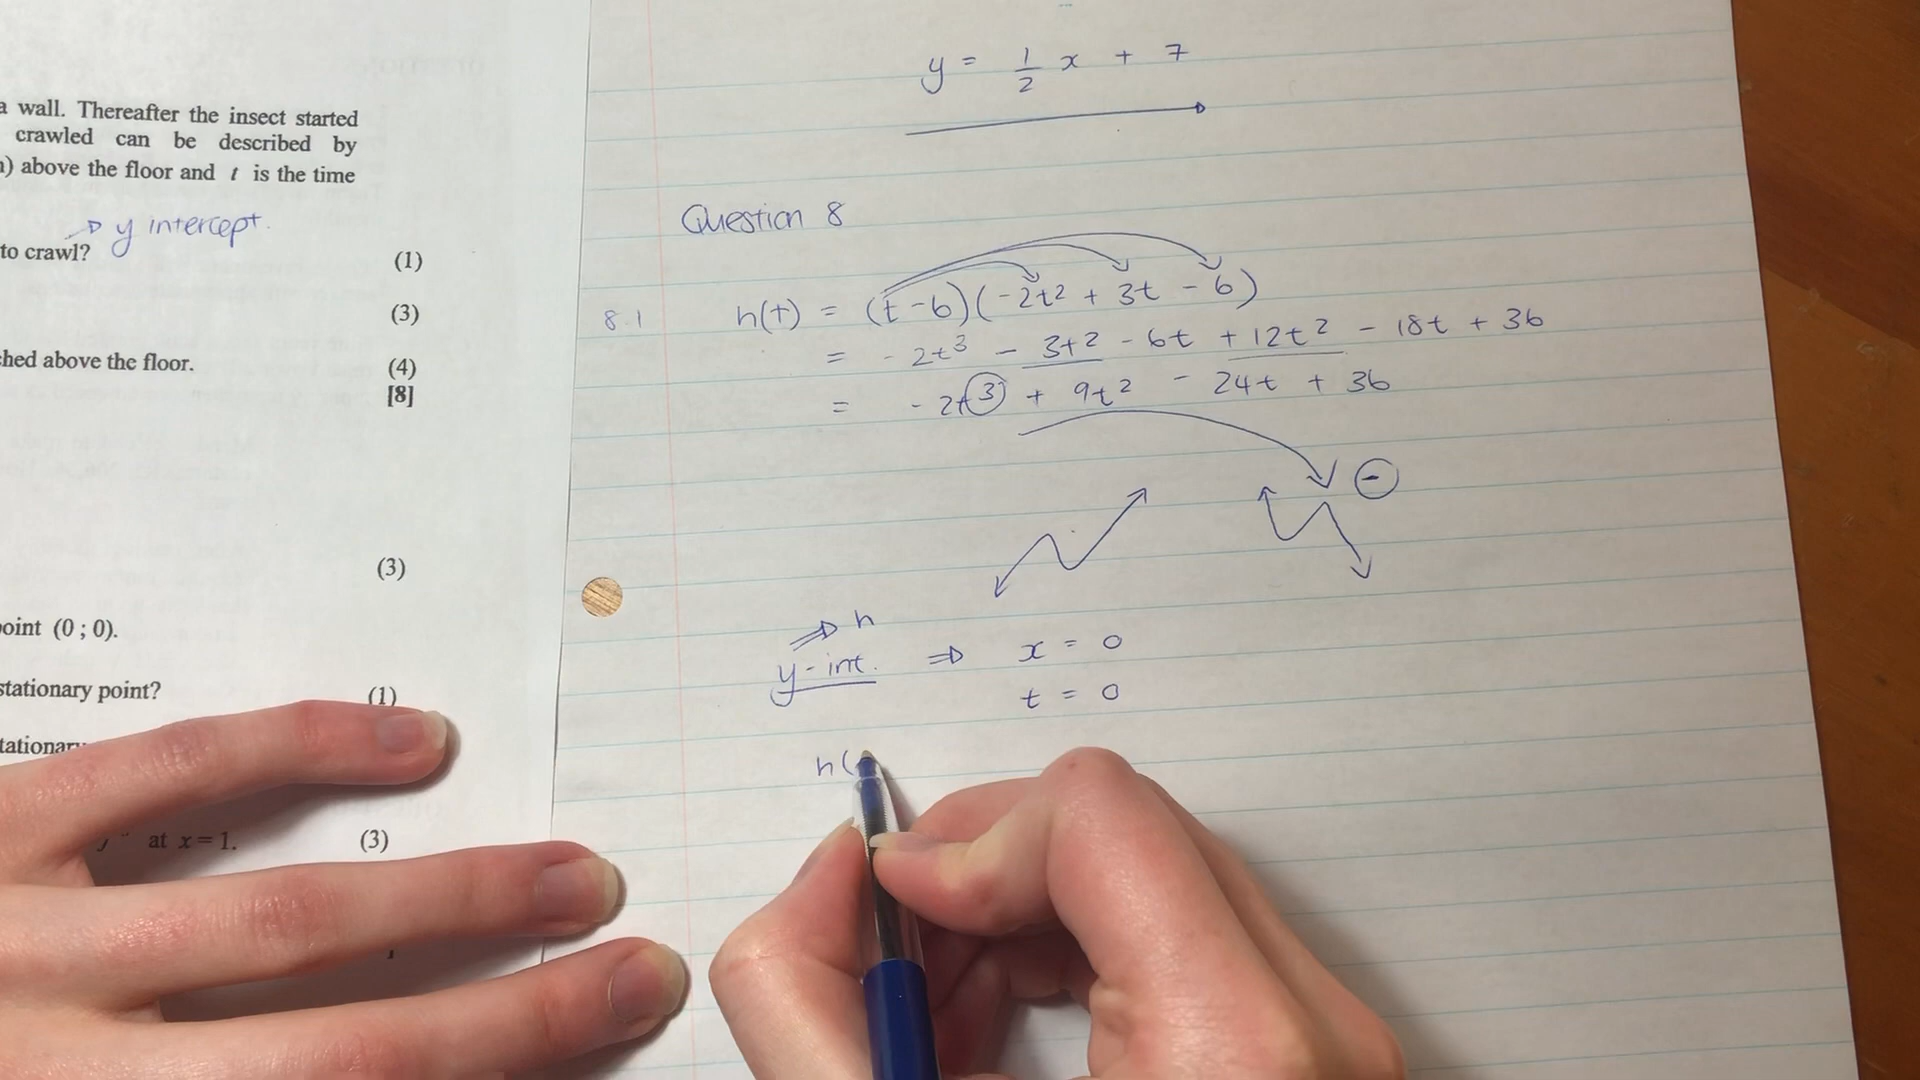 a wall. Thereafter the insect started
crawled can be described by
) above the floor and t is the time
→ y intercept.
to crawl? (1)
(3)
ched above the floor. (4)
[8]
(3)
point (0 ; 0).
stationary point? (1)
at x = 1. (3)
y = 1/2 x + 7
Question 8
8.1 h(t) = (t - 6)(-2t² + 3t - 6)
= -2t³ - 3t² - 6t + 12t² - 18t + 36
= -2t³ + 9t² - 24t + 36
-
⇒ h
y-int. ⇒ x = 0
t = 0
h(